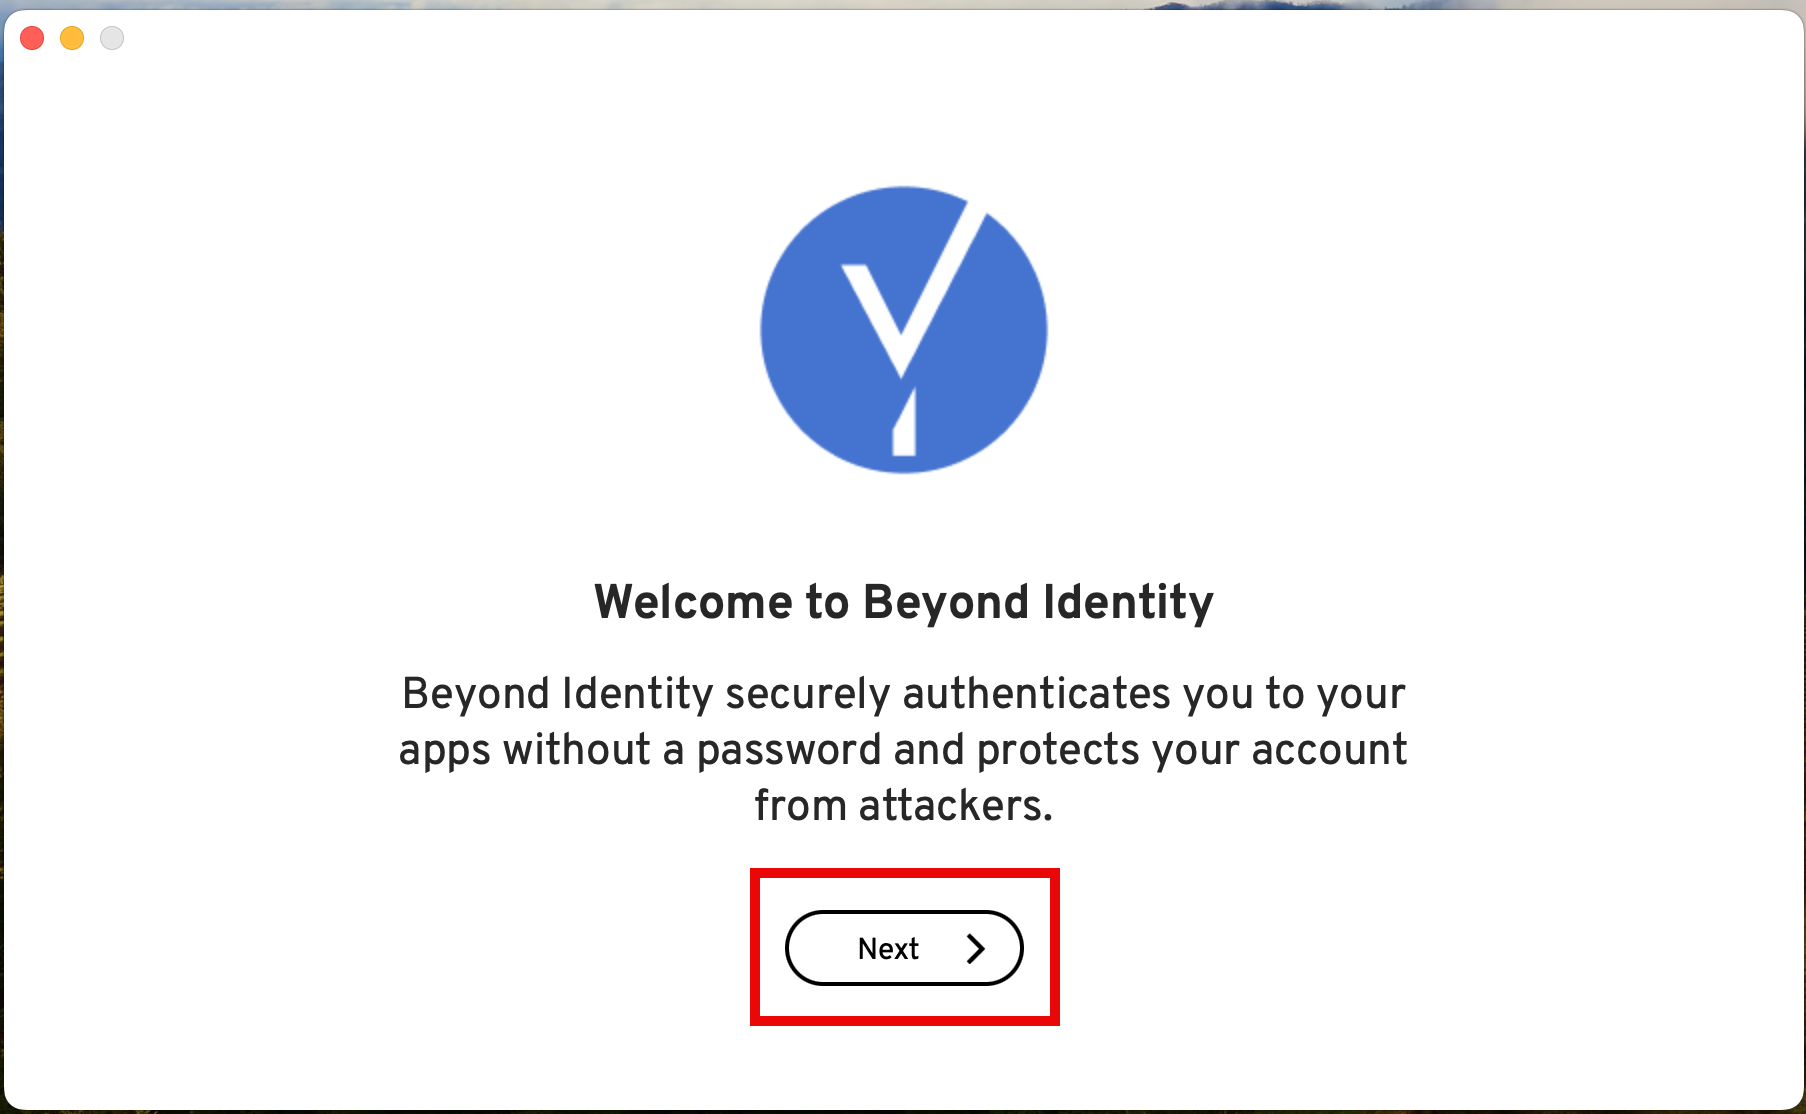 Welcome to Beyond Identity
Beyond Identity securely authenticates you to your
apps without a password and protects your account
from attackers.
Next